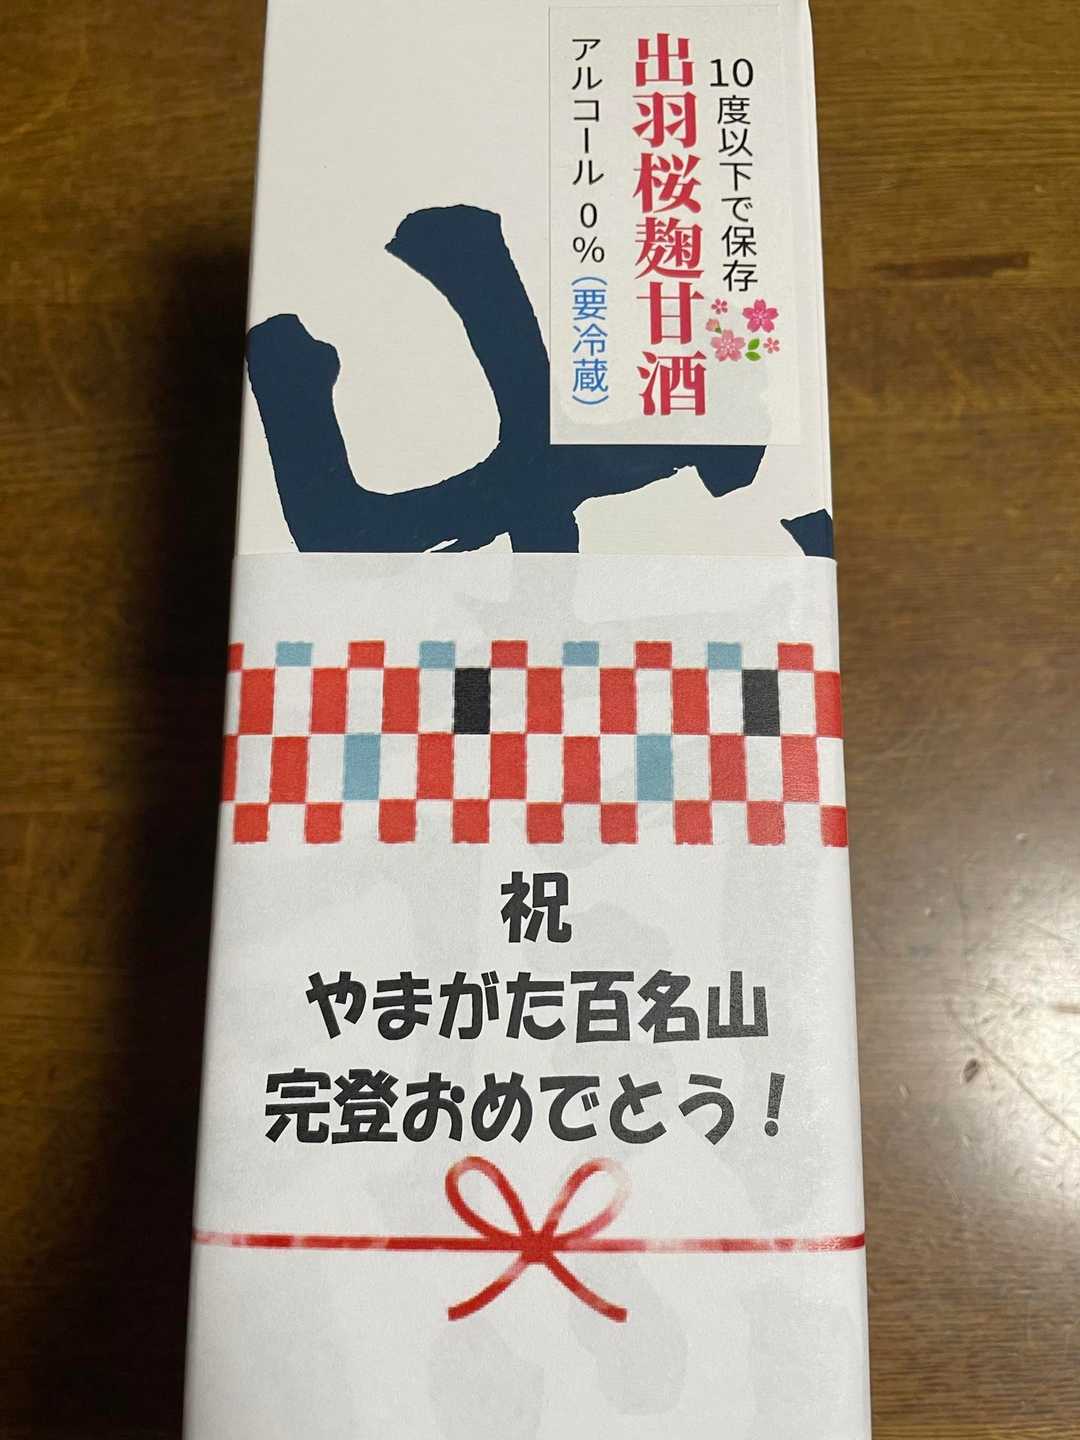 10度以下で保存
出羽桜麹甘酒
アルコール 0%(要冷蔵)
祝
やまがた百名山
完登おめでとう!